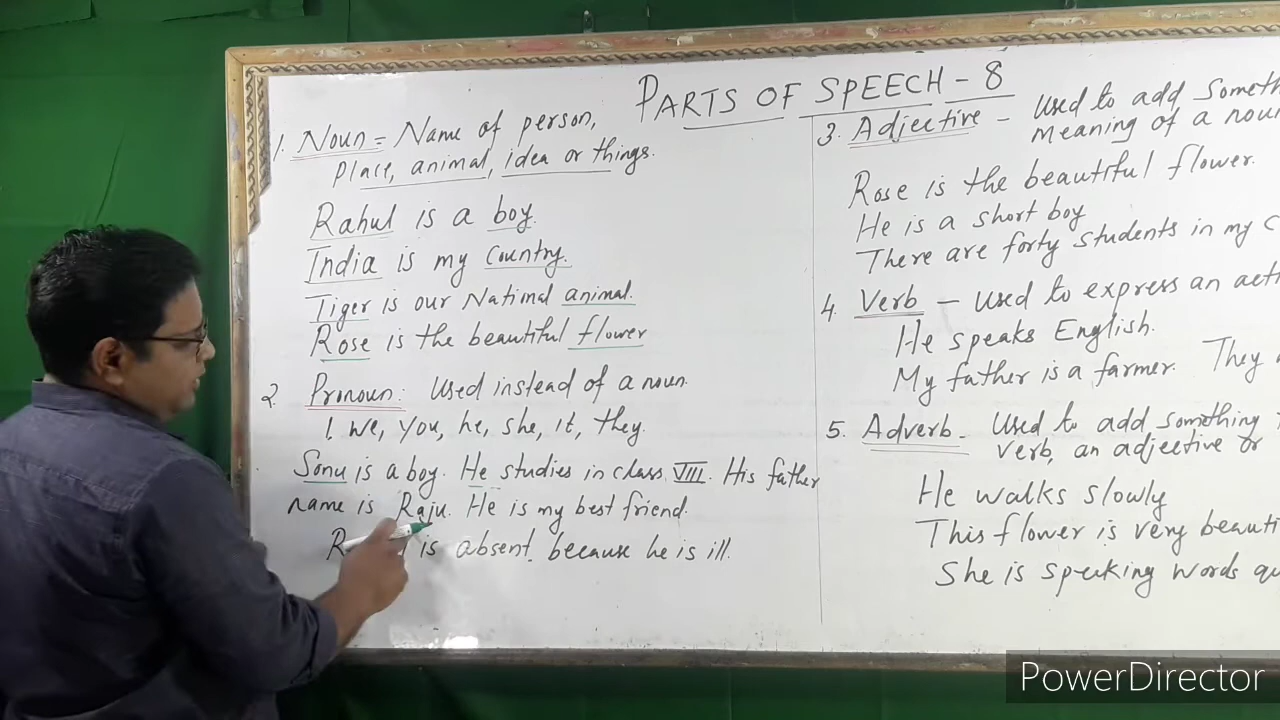 PARTS OF SPEECH - 8
1. Noun = Name of person,
Place, animal, idea or things.
Rahul is a boy.
India is my country.
Tiger is our National animal.
Rose is the beautiful flower
2. Pronoun: Used instead of a noun.
I, we, you, he, she, it, they.
Sonu is a boy. He studies in class VIII. His father
name is Raju. He is my best friend.
is absent because he is ill.
3. Adjective - Used to add
meaning of a
Rose is the beautiful flower.
He is a short boy
There are forty students in my
4. Verb - Used to express an
He speaks English.
My father is a farmer. They
5. Adverb - Used to add something
verb, an adjective or
He walks slowly
This flower is very
She is speaking words
PowerDirector